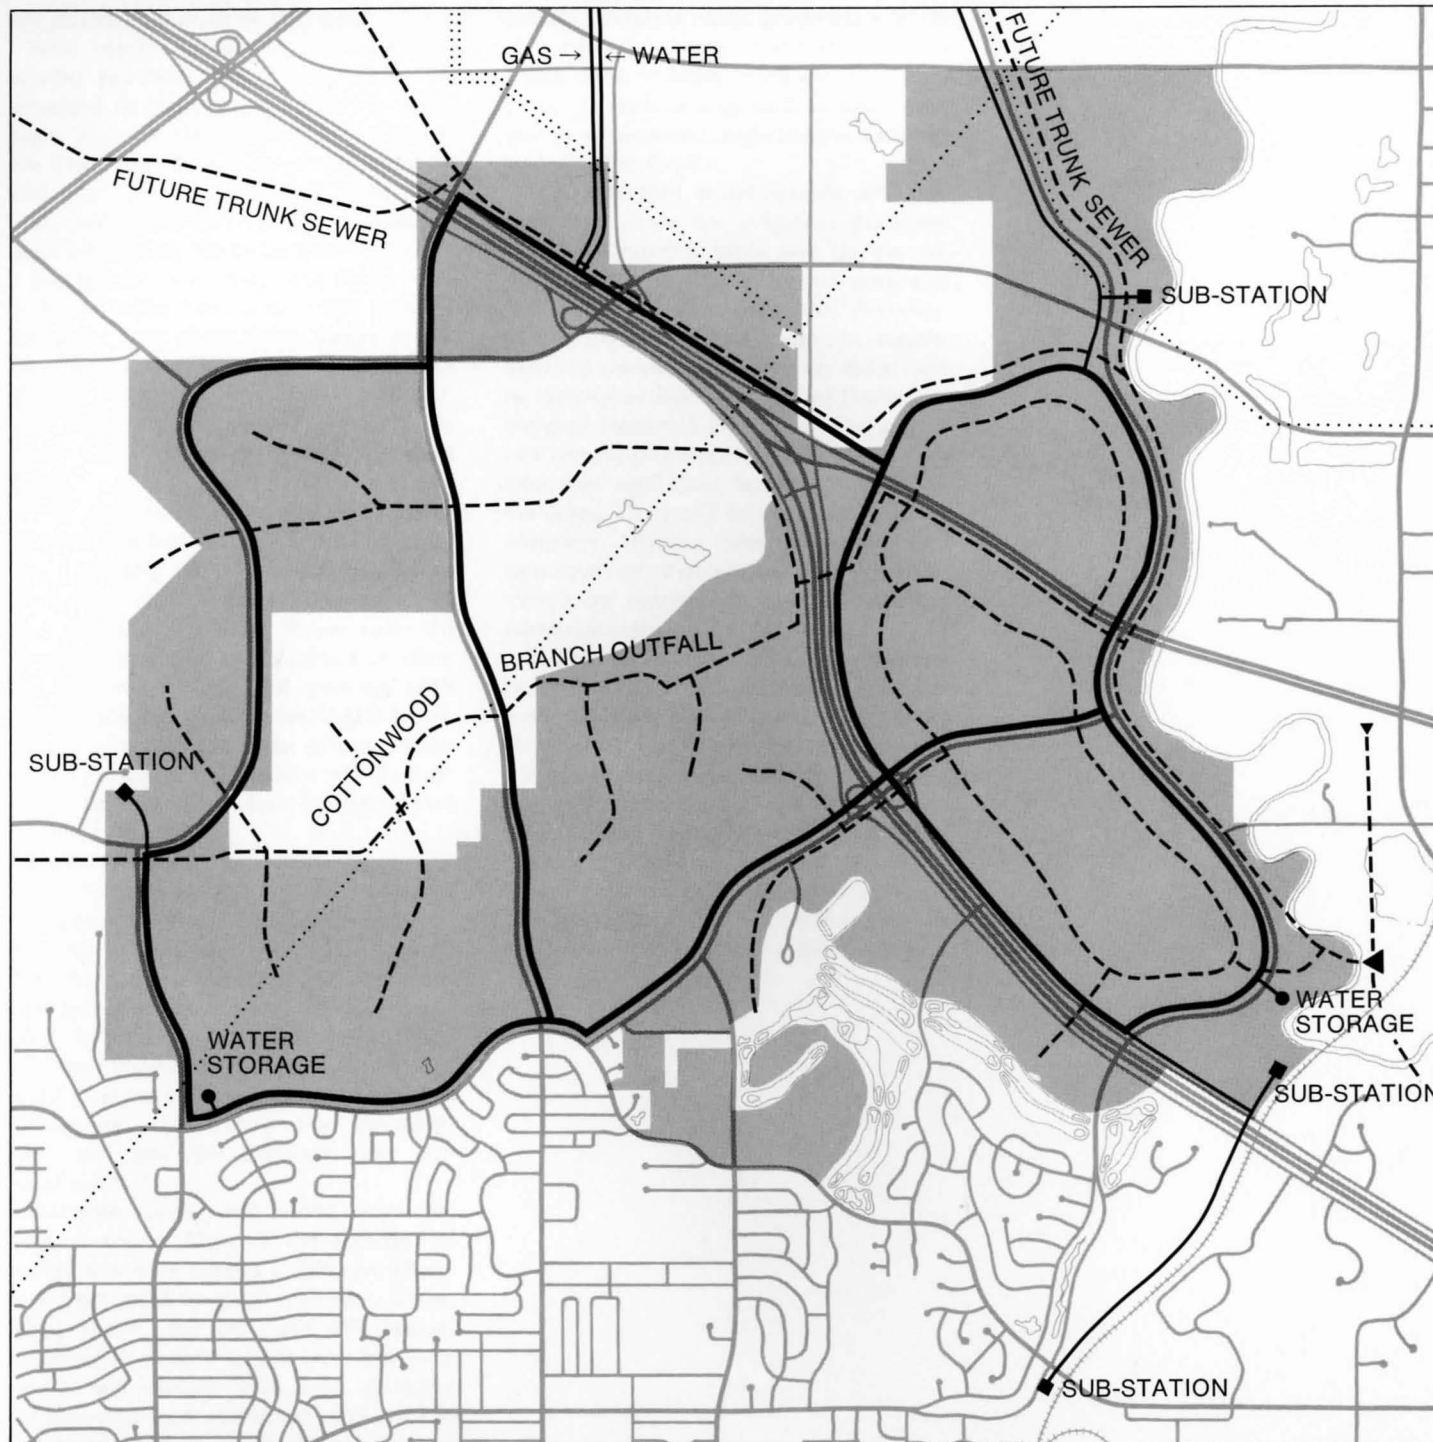 GAS → ← WATER
FUTURE TRUNK SEWER
FUTURE TRUNK SEWER
SUB-STATION
BRANCH OUTFALL
COTTONWOOD
SUB-STATION
WATER
STORAGE
WATER
STORAGE
SUB-STATION
SUB-STATION